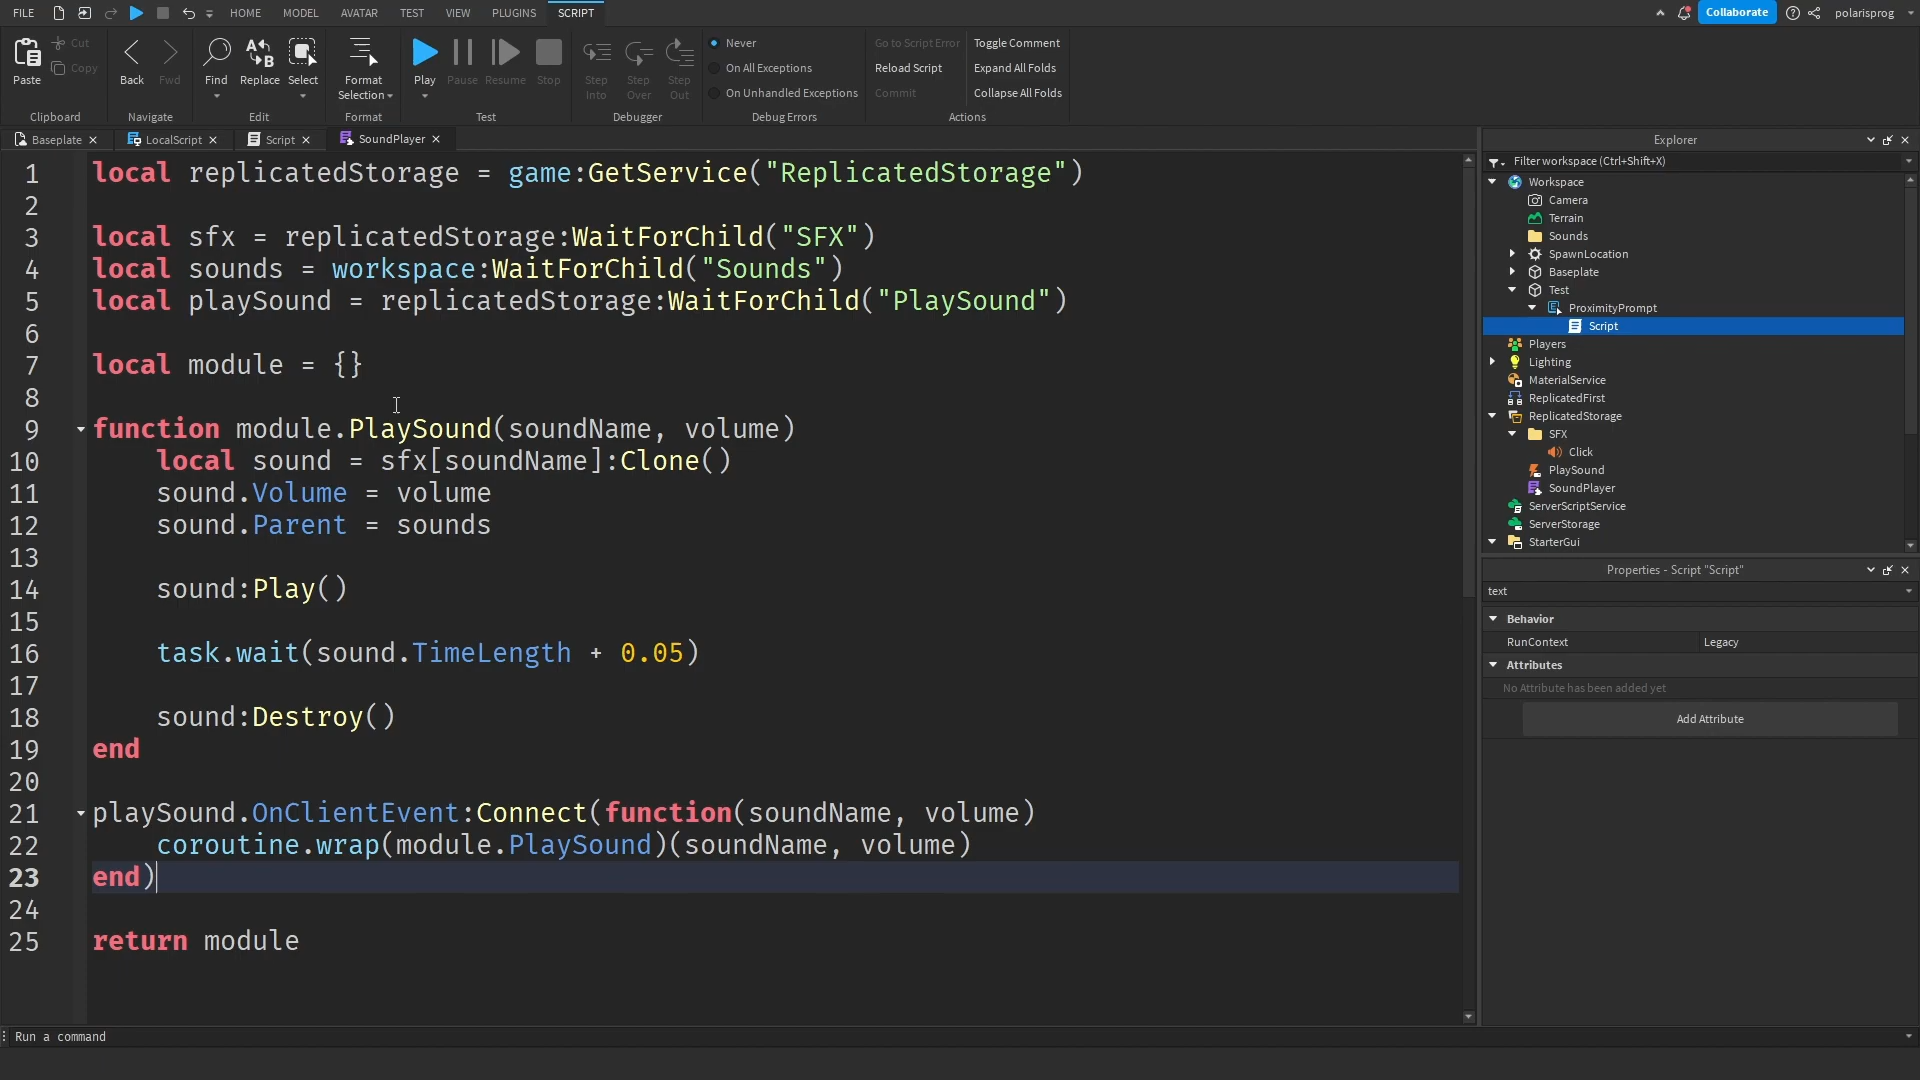 FILE HOME MODEL AVATAR TEST VIEW PLUGINS SCRIPT Collaborate polarisprog
Paste Cut Copy Back Fwd Find Replace Select Format Selection Play Pause Resume Stop Step Into Step Over Step Out
Never Go to Script Error Toggle Comment
On All Exceptions Reload Script Expand All Folds
On Unhandled Exceptions Commit Collapse All Folds
Clipboard Navigate Edit Format Test Debugger Debug Errors Actions
Baseplate LocalScript Script SoundPlayer
1 local replicatedStorage = game:GetService("ReplicatedStorage")
2
3 local sfx = replicatedStorage:WaitForChild("SFX")
4 local sounds = workspace:WaitForChild("Sounds")
5 local playSound = replicatedStorage:WaitForChild("PlaySound")
6
7 local module = {}
8
9 function module.PlaySound(soundName, volume)
10 local sound = sfx[soundName]:Clone()
11 sound.Volume = volume
12 sound.Parent = sounds
13
14 sound:Play()
15
16 task.wait(sound.TimeLength + 0.05)
17
18 sound:Destroy()
19 end
20
21 playSound.OnClientEvent:Connect(function(soundName, volume)
22 coroutine.wrap(module.PlaySound)(soundName, volume)
23 end)
24
25 return module
Explorer
Filter workspace (Ctrl+Shift+X)
Workspace
Camera
Terrain
Sounds
SpawnLocation
Baseplate
Test
ProximityPrompt
Script
Players
Lighting
MaterialService
ReplicatedFirst
ReplicatedStorage
SFX
Click
PlaySound
SoundPlayer
ServerScriptService
ServerStorage
StarterGui
Properties - Script "Script"
text
Behavior
RunContext Legacy
Attributes
No Attribute has been added yet
Add Attribute
Run a command